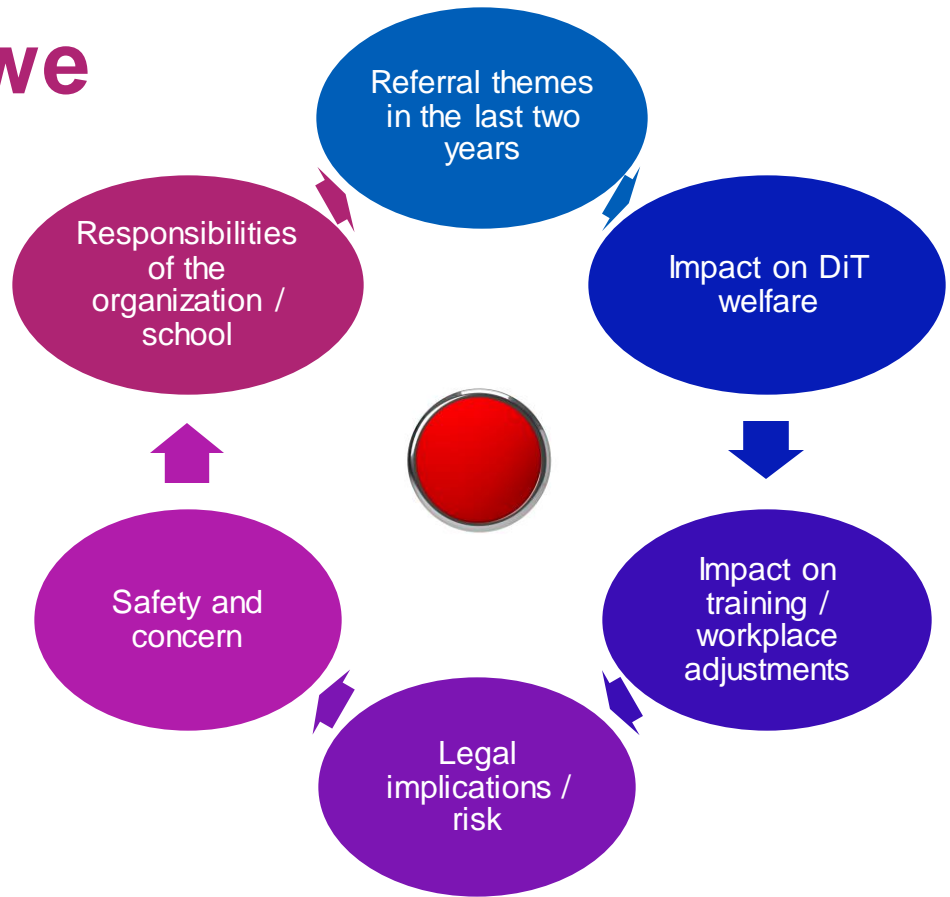 we
Referral themes
in the last two
years
Impact on DiT
welfare
Impact on
training /
workplace
adjustments
Legal
implications /
risk
Safety and
concern
Responsibilities
of the
organization /
school